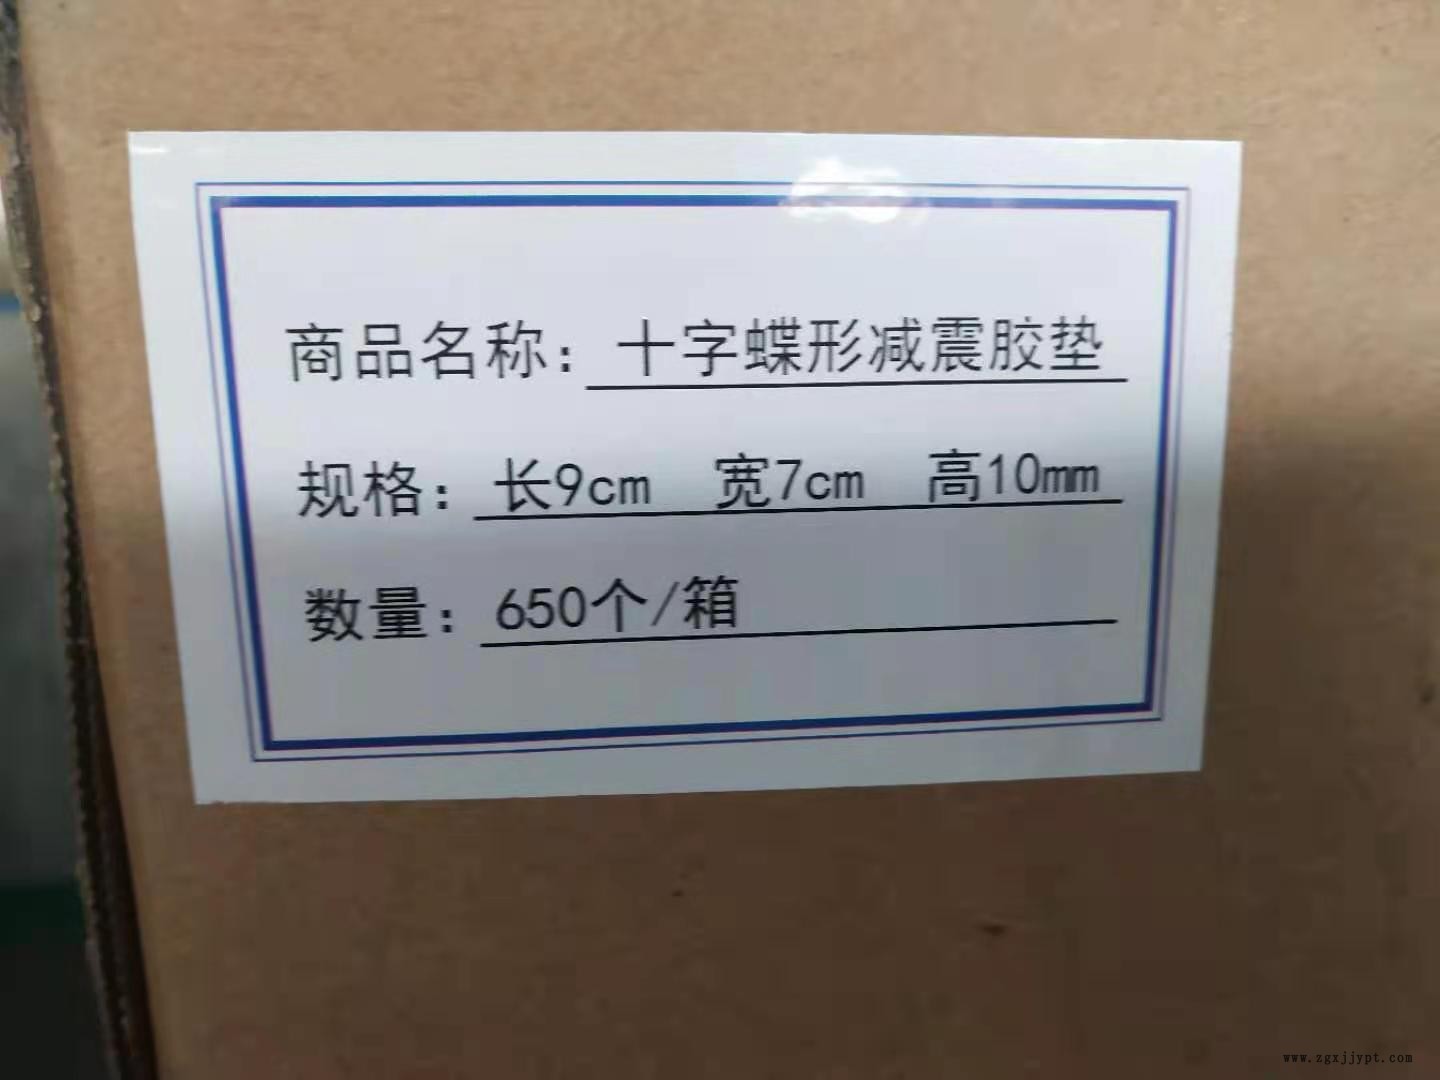 商品名称：十字蝶形减震胶垫
规格：长9cm 宽7cm 高10mm
数量：650个/箱
www.zgxjjypt.com